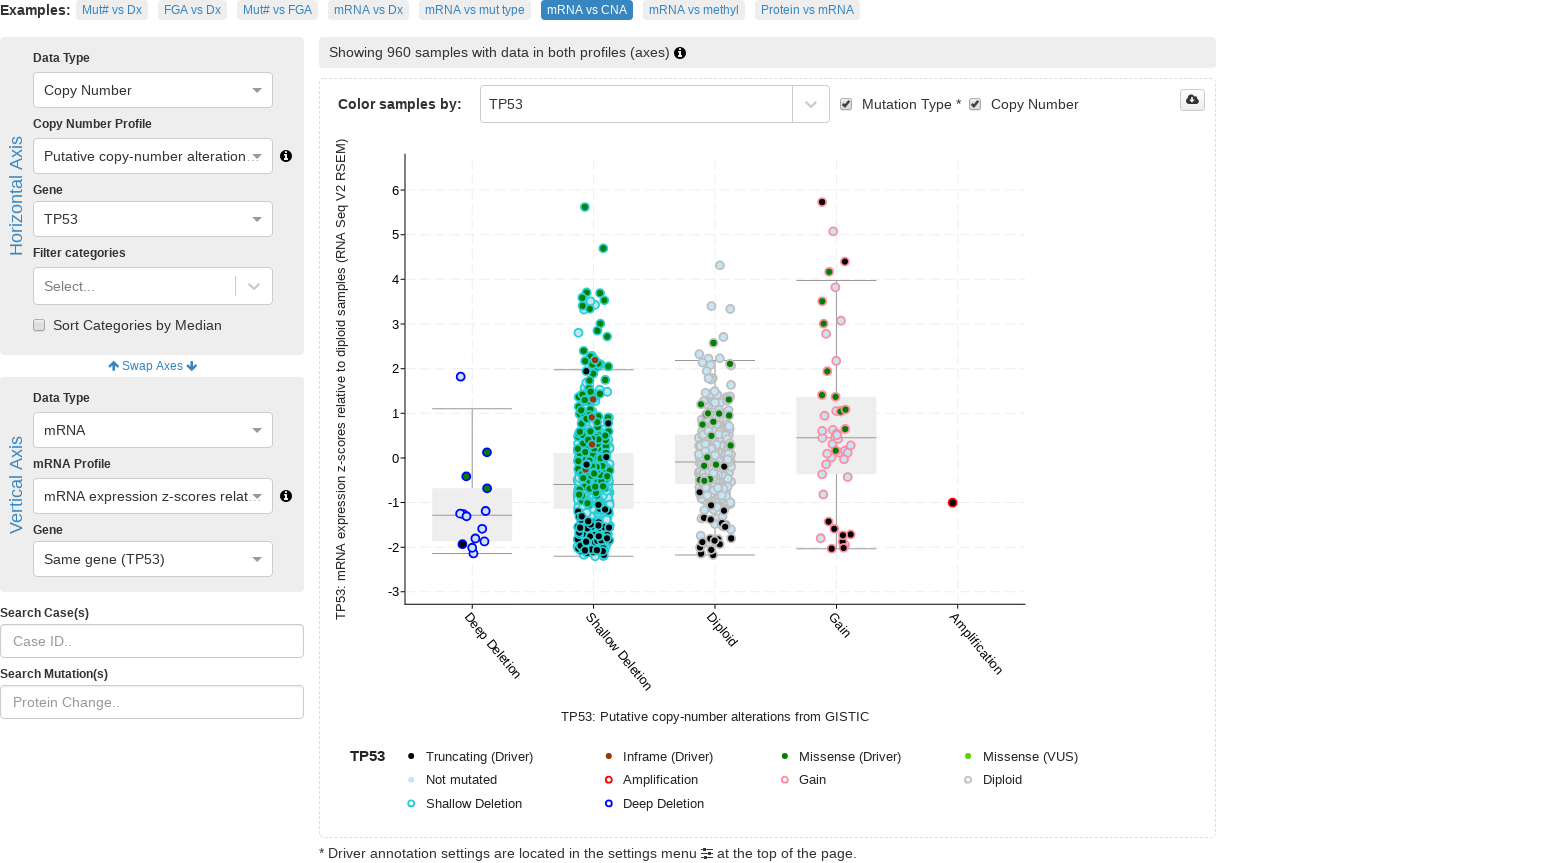 Examples: Mut# vs Dx FGA vs Dx Mut# vs FGA mRNA vs Dx mRNA vs mut type mRNA vs CNA mRNA vs methyl Protein vs mRNA
Horizontal Axis
Data Type
Copy Number
Copy Number Profile
Putative copy-number alteration...
Gene
TP53
Filter categories
Select...
Sort Categories by Median
Swap Axes
Vertical Axis
Data Type
mRNA
mRNA Profile
mRNA expression z-scores relat...
Gene
Same gene (TP53)
Search Case(s)
Case ID..
Search Mutation(s)
Protein Change..
Showing 960 samples with data in both profiles (axes)
Color samples by: TP53 Mutation Type * Copy Number
TP53: mRNA expression z-scores relative to diploid samples (RNA Seq V2 RSEM)
6
5
4
3
2
1
0
-1
-2
-3
Deep Deletion
Shallow Deletion
Diploid
Gain
Amplification
TP53: Putative copy-number alterations from GISTIC
TP53 Truncating (Driver) Inframe (Driver) Missense (Driver) Missense (VUS)
Not mutated Amplification Gain Diploid
Shallow Deletion Deep Deletion
* Driver annotation settings are located in the settings menu at the top of the page.